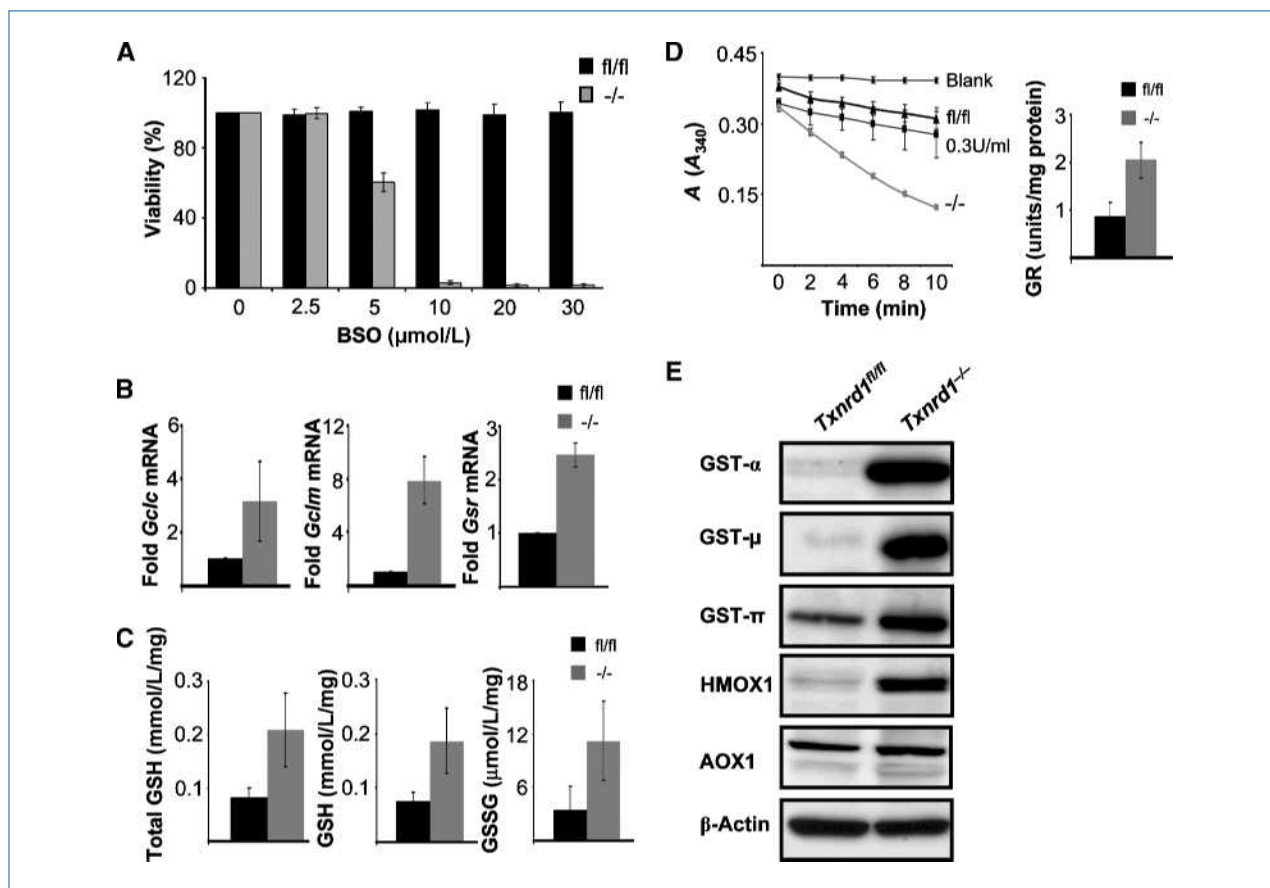 A
Viability (%)
120
80
40
0
0 2.5 5 10 20 30
BSO (µmol/L)
fl/fl
-/-
B
fl/fl
-/-
Fold Gclc mRNA
6
4
2
Fold Gclm mRNA
12
8
4
Fold Gsr mRNA
3
2
1
C
fl/fl
-/-
Total GSH (mmol/L/mg)
0.3
0.2
0.1
GSH (mmol/L/mg)
0.3
0.2
0.1
GSSG (µmol/L/mg)
18
12
6
D
A (A340)
0.45
0.30
0.15
0 2 4 6 8 10
Time (min)
Blank
fl/fl
0.3U/ml
-/-
fl/fl
-/-
GR (units/mg protein)
3
2
1
E
Txnrd1fl/fl
Txnrd1-/-
GST-α
GST-µ
GST-π
HMOX1
AOX1
β-Actin